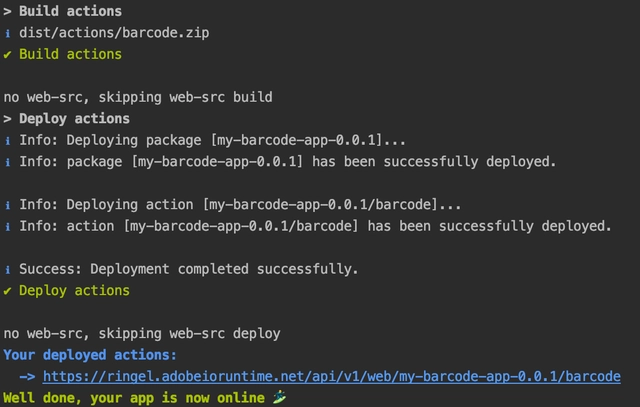 > Build actions
ℹ dist/actions/barcode.zip
✔ Build actions
no web-src, skipping web-src build
> Deploy actions
ℹ Info: Deploying package [my-barcode-app-0.0.1]...
ℹ Info: package [my-barcode-app-0.0.1] has been successfully deployed.
ℹ Info: Deploying action [my-barcode-app-0.0.1/barcode]...
ℹ Info: action [my-barcode-app-0.0.1/barcode] has been successfully deployed.
ℹ Success: Deployment completed successfully.
✔ Deploy actions
no web-src, skipping web-src deploy
Your deployed actions:
-> https://ringel.adobeioruntime.net/api/v1/web/my-barcode-app-0.0.1/barcode
Well done, your app is now online 🏄